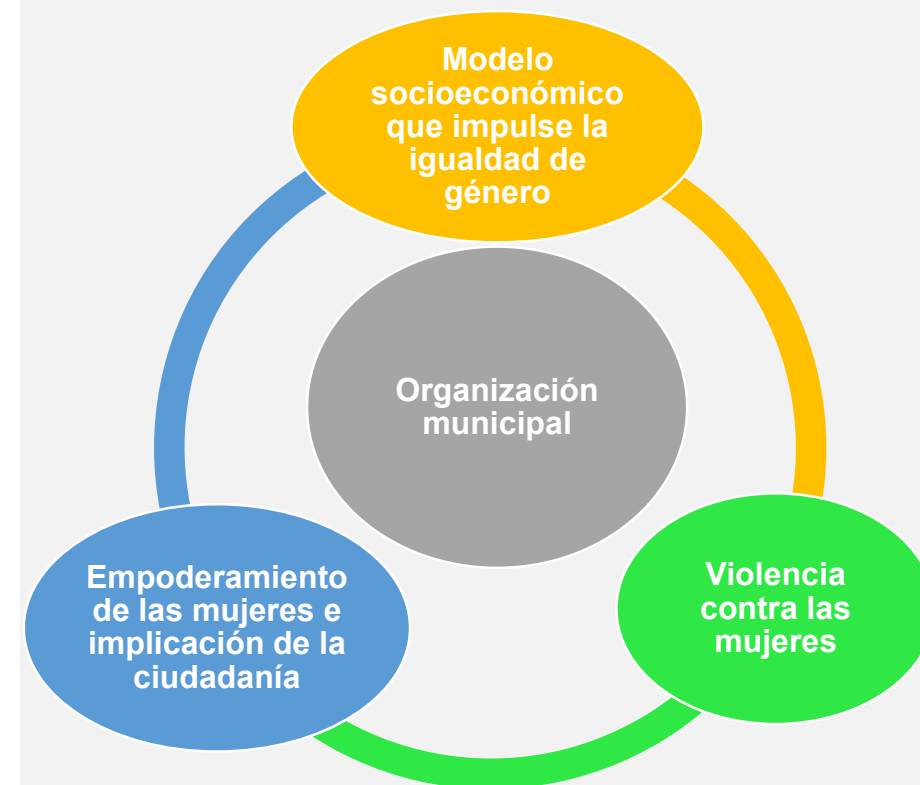 Modelo
socioeconómico
que impulse la
igualdad de
género
Organización
municipal
Empoderamiento
de las mujeres e
implicación de la
ciudadanía
Violencia
contra las
mujeres